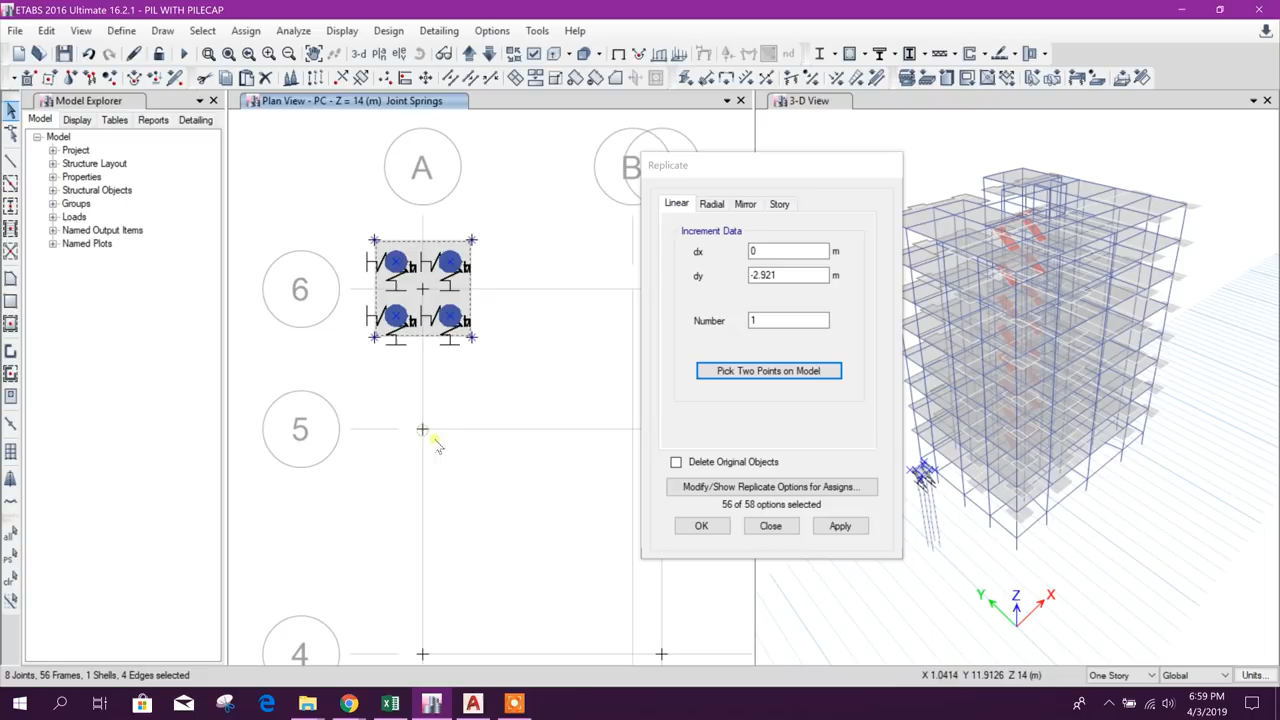 ETABS 2016 Ultimate 16.2.1 - PIL WITH PILECAP
File Edit View Define Draw Select Assign Analyze Display Design Detailing Options Tools Help
3-d
nd
Model Explorer
Model Display Tables Reports Detailing
Model
Project
Structure Layout
Properties
Structural Objects
Groups
Loads
Named Output Items
Named Plots
all
PS
clr
Plan View - PC - Z = 14 (m) Joint Springs
A
B
6
5
4
3-D View
Y
Z
X
Replicate
Linear Radial Mirror Story
Increment Data
dx 0 m
dy -2.921 m
Number 1
Pick Two Points on Model
Delete Original Objects
Modify/Show Replicate Options for Assigns...
56 of 58 options selected
OK Close Apply
8 Joints, 56 Frames, 1 Shells, 4 Edges selected
X 1.0414 Y 11.9126 Z 14 (m)
One Story
Global
Units...
6:59 PM
4/3/2019